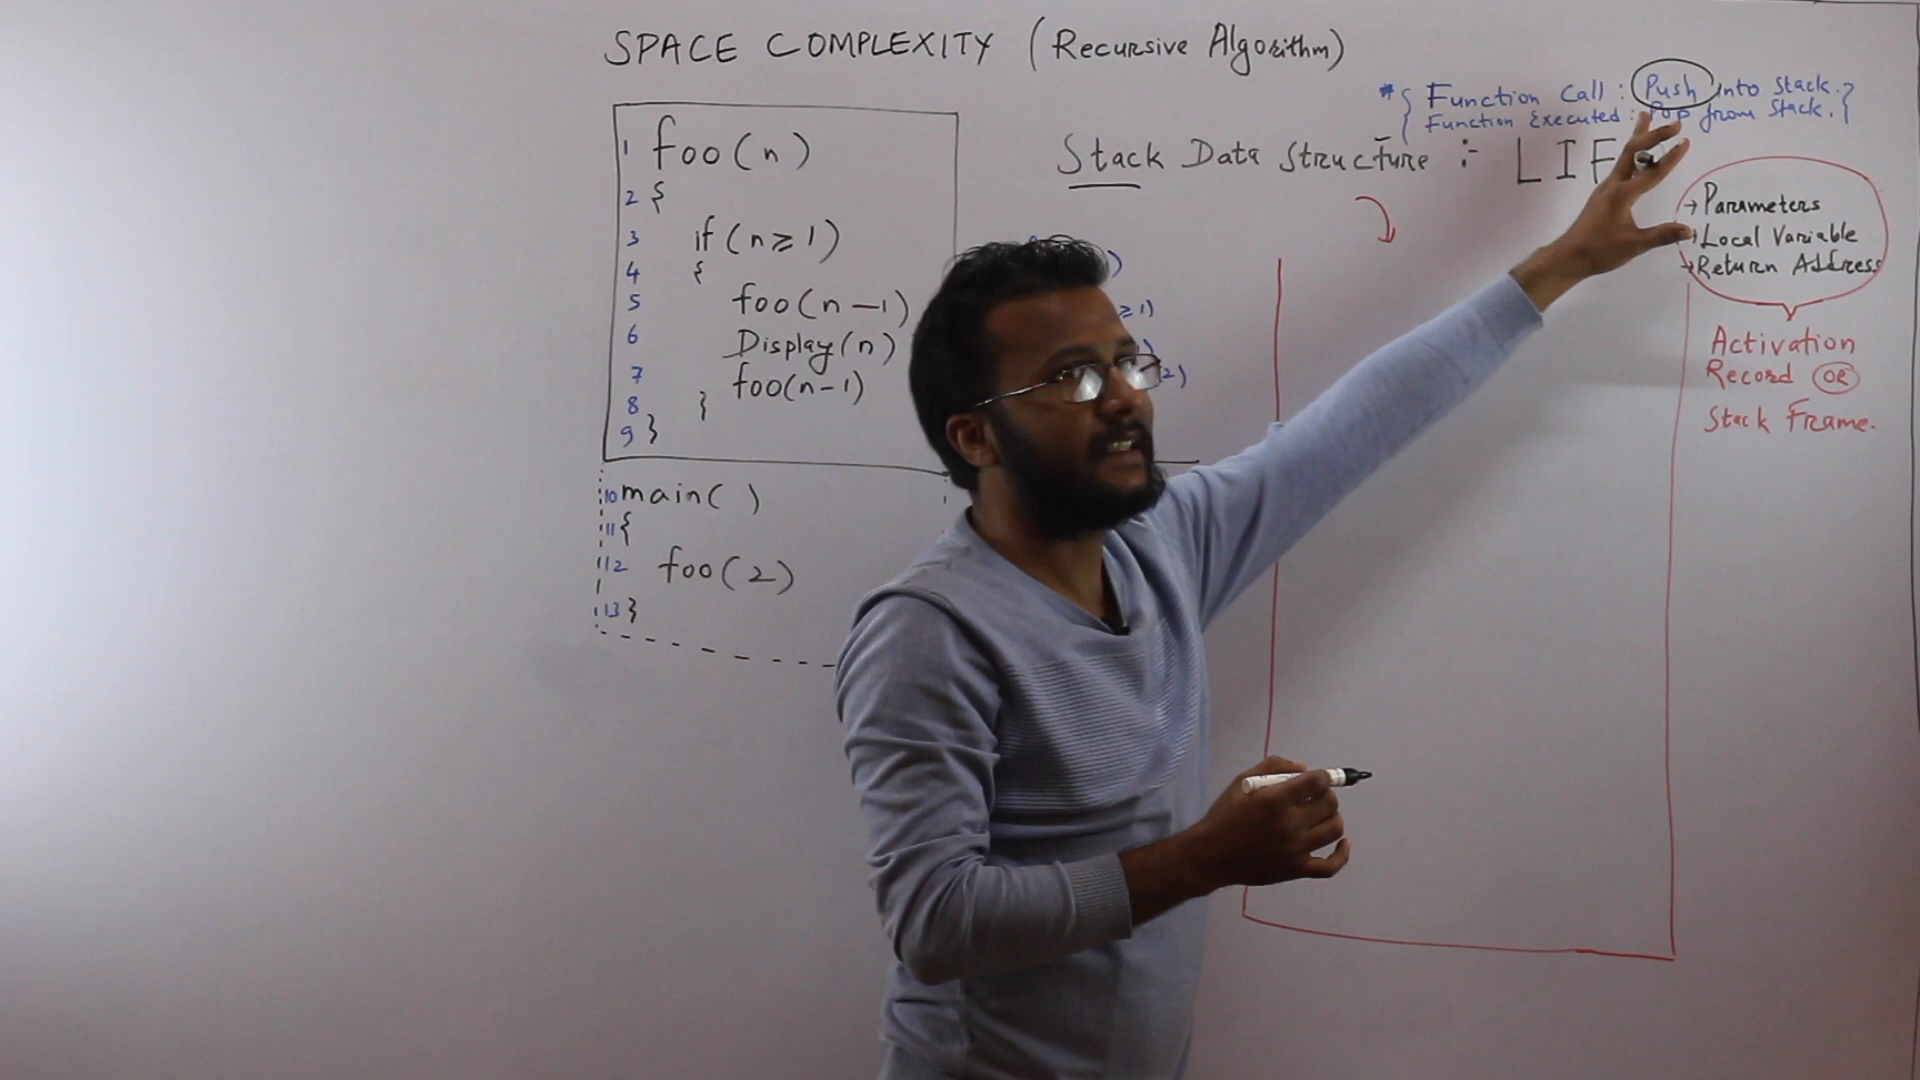 SPACE COMPLEXITY (Recursive Algorithm)
* { Function Call : Push into Stack. }
{ Function Executed : Pop from Stack. }
Stack Data Structure :- LIF
1 foo(n)
2 {
3 if (n≥1)
4 {
5 foo(n-1)
6 Display(n)
7 foo(n-1)
8 }
9 }
10 main( )
11 {
12 foo(2)
13 }
)
≥1)
)
2)
→ Parameters
→ Local Variable
→ Return Address
Activation
Record OR
Stack Frame.